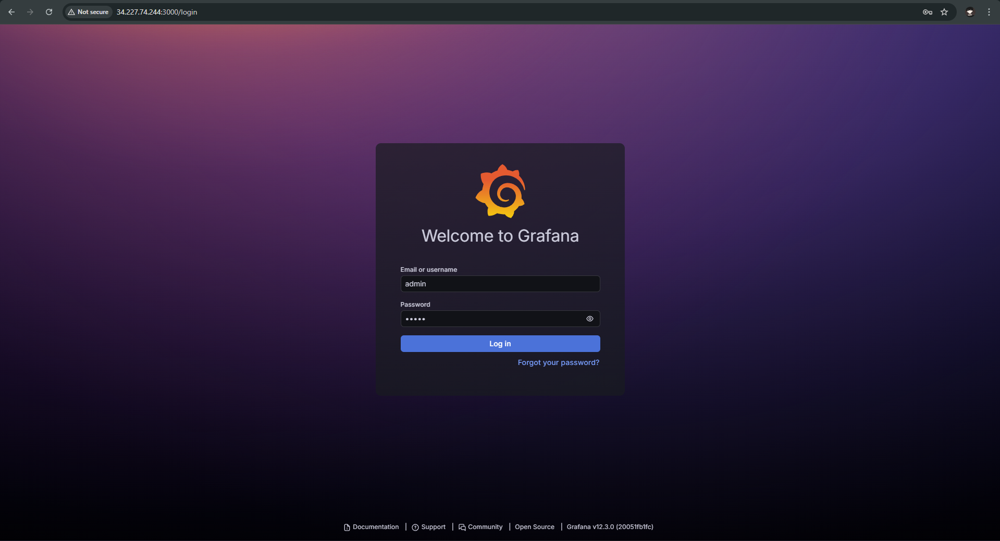 Not secure 34.227.74.244:3000/login
Welcome to Grafana
Email or username
admin
Password
•••••
Log in
Forgot your password?
Documentation | Support | Community | Open Source | Grafana v12.3.0 (20051fb1fc)